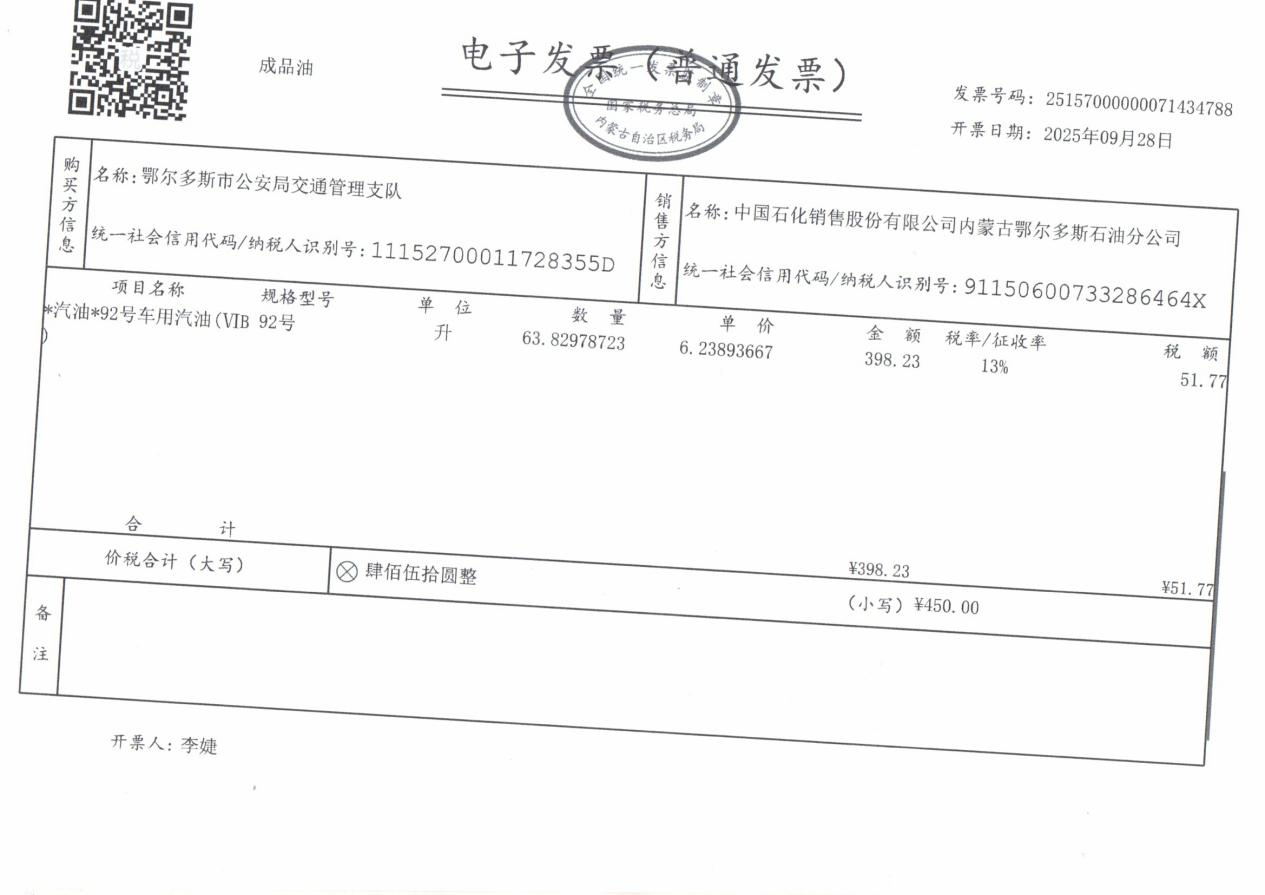 税
成品油
电子发票（普通发票）
全国统一发票监制章
国家税务总局
内蒙古自治区税务局
发票号码：25157000000071434788
开票日期：2025年09月28日
购买方信息
名称：鄂尔多斯市公安局交通管理支队
统一社会信用代码/纳税人识别号：11152700011728355D
销售方信息
名称：中国石化销售股份有限公司内蒙古鄂尔多斯石油分公司
统一社会信用代码/纳税人识别号：91150600733286464X
项目名称 规格型号 单位 数量 单价 金额 税率/征收率 税额
*汽油*92号车用汽油(VIB 92号 升 63.82978723 6.23893667 398.23 13% 51.77
)
合计 ¥398.23 ¥51.77
价税合计（大写） ⊗肆佰伍拾圆整 （小写）¥450.00
备注
开票人：李婕